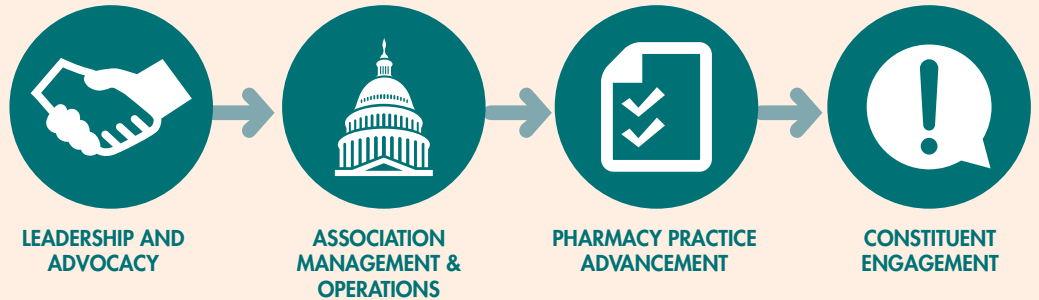 LEADERSHIP AND
ADVOCACY
ASSOCIATION
MANAGEMENT &
OPERATIONS
PHARMACY PRACTICE
ADVANCEMENT
CONSTITUENT
ENGAGEMENT